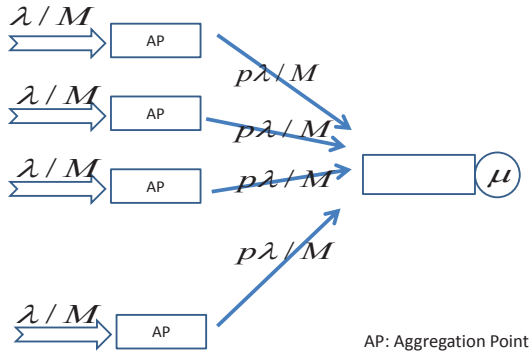 λ / M
AP
pλ / M
λ / M
AP
pλ / M
λ / M
AP
pλ / M
μ
pλ / M
λ / M
AP
AP: Aggregation Point